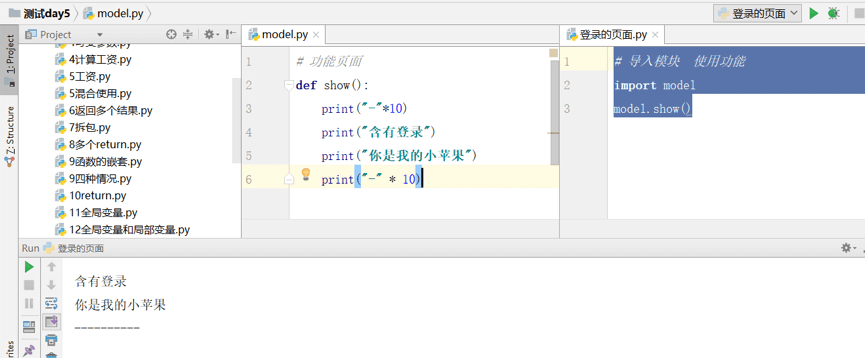 测试day5 model.py 登录的页面
1: Project
Z: Structure
Project
4计算工资.py
5工资.py
5混合使用.py
6返回多个结果.py
7拆包.py
8多个return.py
9函数的嵌套.py
9四种情况.py
10return.py
11全局变量.py
12全局变量和局部变量.py
model.py
1 # 功能页面
2 def show():
3 print("-"*10)
4 print("含有登录")
5 print("你是我的小苹果")
6 print("-" * 10)
登录的页面.py
1 # 导入模块 使用功能
2 import model
3 model.show()
Run 登录的页面
含有登录
你是我的小苹果
----------